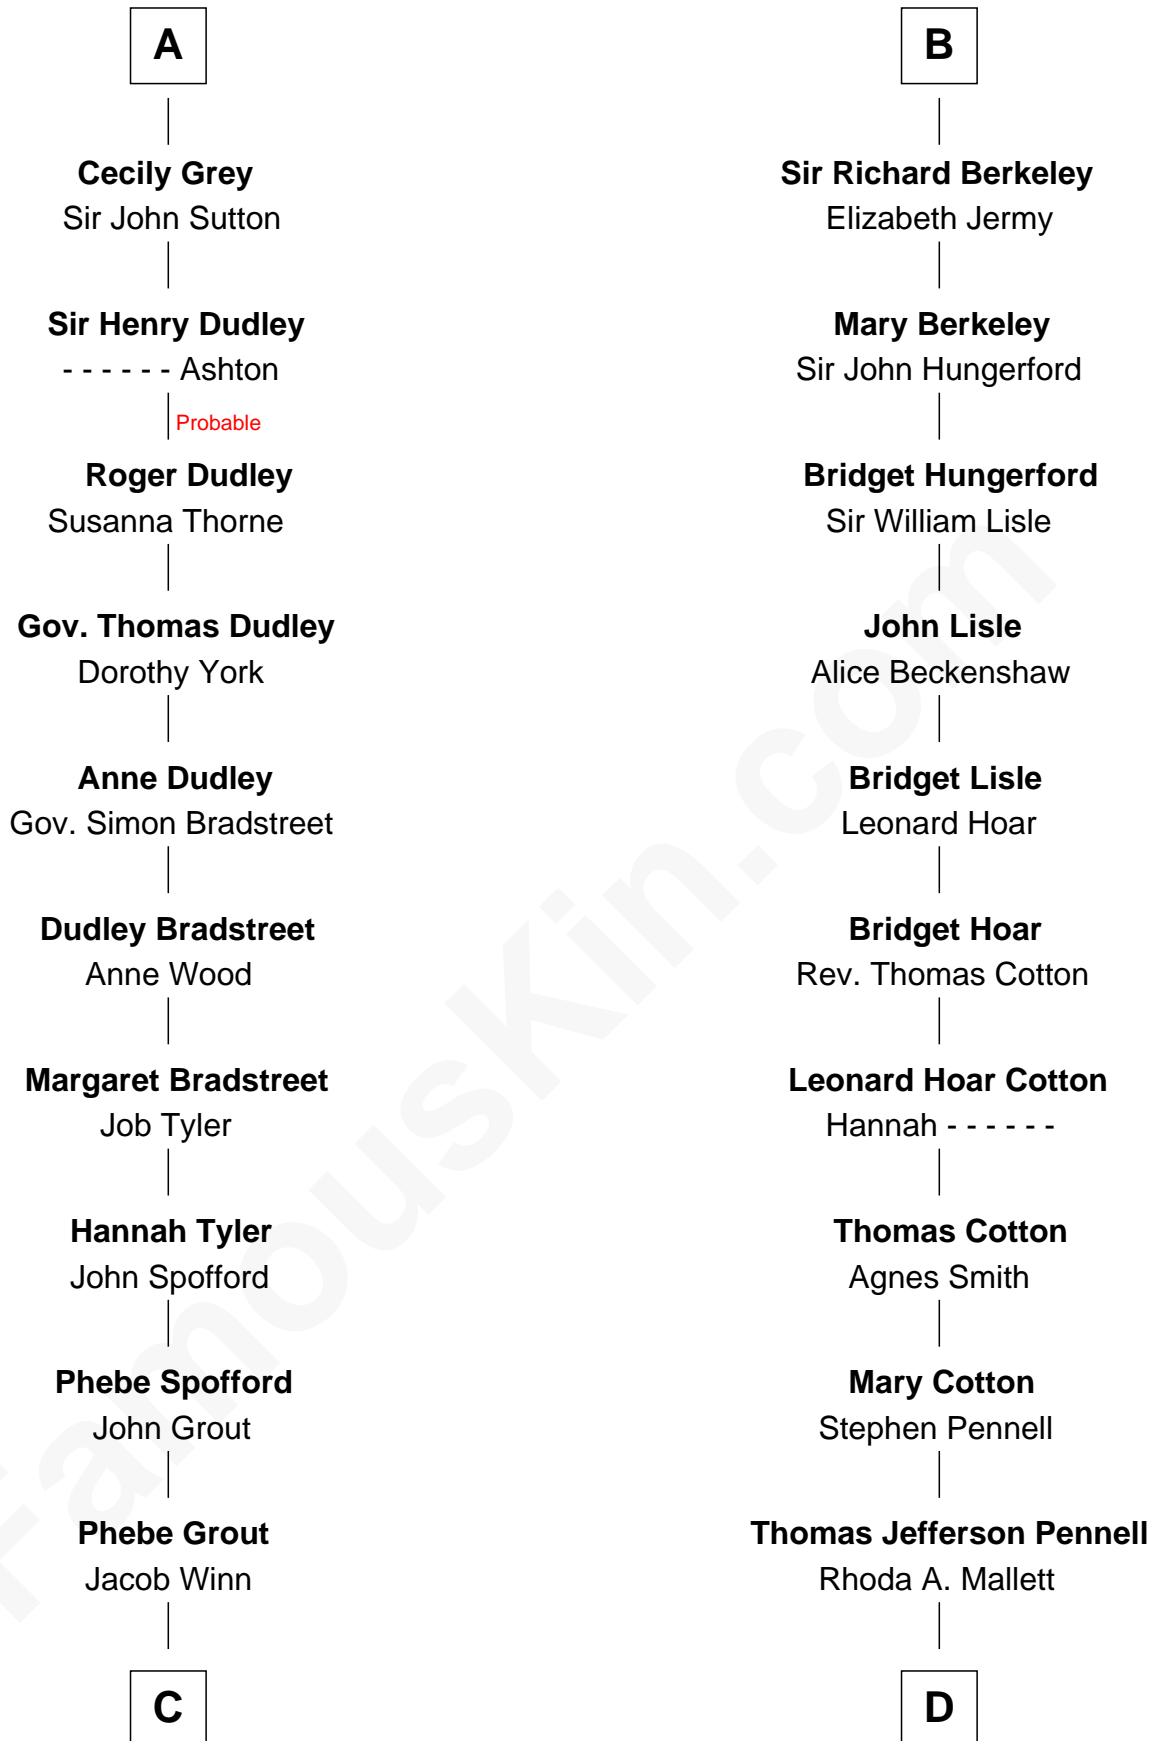 A
Cecily Grey
Sir John Sutton
Sir Henry Dudley
- - - - - - Ashton
Probable
Roger Dudley
Susanna Thorne
Gov. Thomas Dudley
Dorothy York
Anne Dudley
Gov. Simon Bradstreet
Dudley Bradstreet
Anne Wood
Margaret Bradstreet
Job Tyler
Hannah Tyler
John Spofford
Phebe Spofford
John Grout
Phebe Grout
Jacob Winn
C
B
Sir Richard Berkeley
Elizabeth Jermy
Mary Berkeley
Sir John Hungerford
Bridget Hungerford
Sir William Lisle
John Lisle
Alice Beckenshaw
Bridget Lisle
Leonard Hoar
Bridget Hoar
Rev. Thomas Cotton
Leonard Hoar Cotton
Hannah - - - - - -
Thomas Cotton
Agnes Smith
Mary Cotton
Stephen Pennell
Thomas Jefferson Pennell
Rhoda A. Mallett
D
FamousKin.com